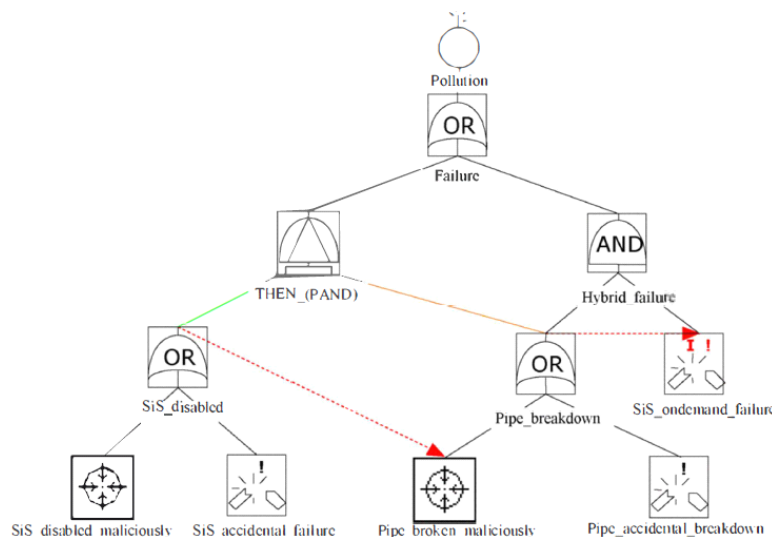 Pollution
OR
Failure
AND
THEN_(PAND)
Hybrid_failure
OR
OR
I !
SiS_disabled
Pipe_breakdown
SiS_ondemand_failure
!
!
SiS_disabled_maliciously
SiS_accidental_failure
Pipe_broken_maliciously
Pipe_accidental_breakdown